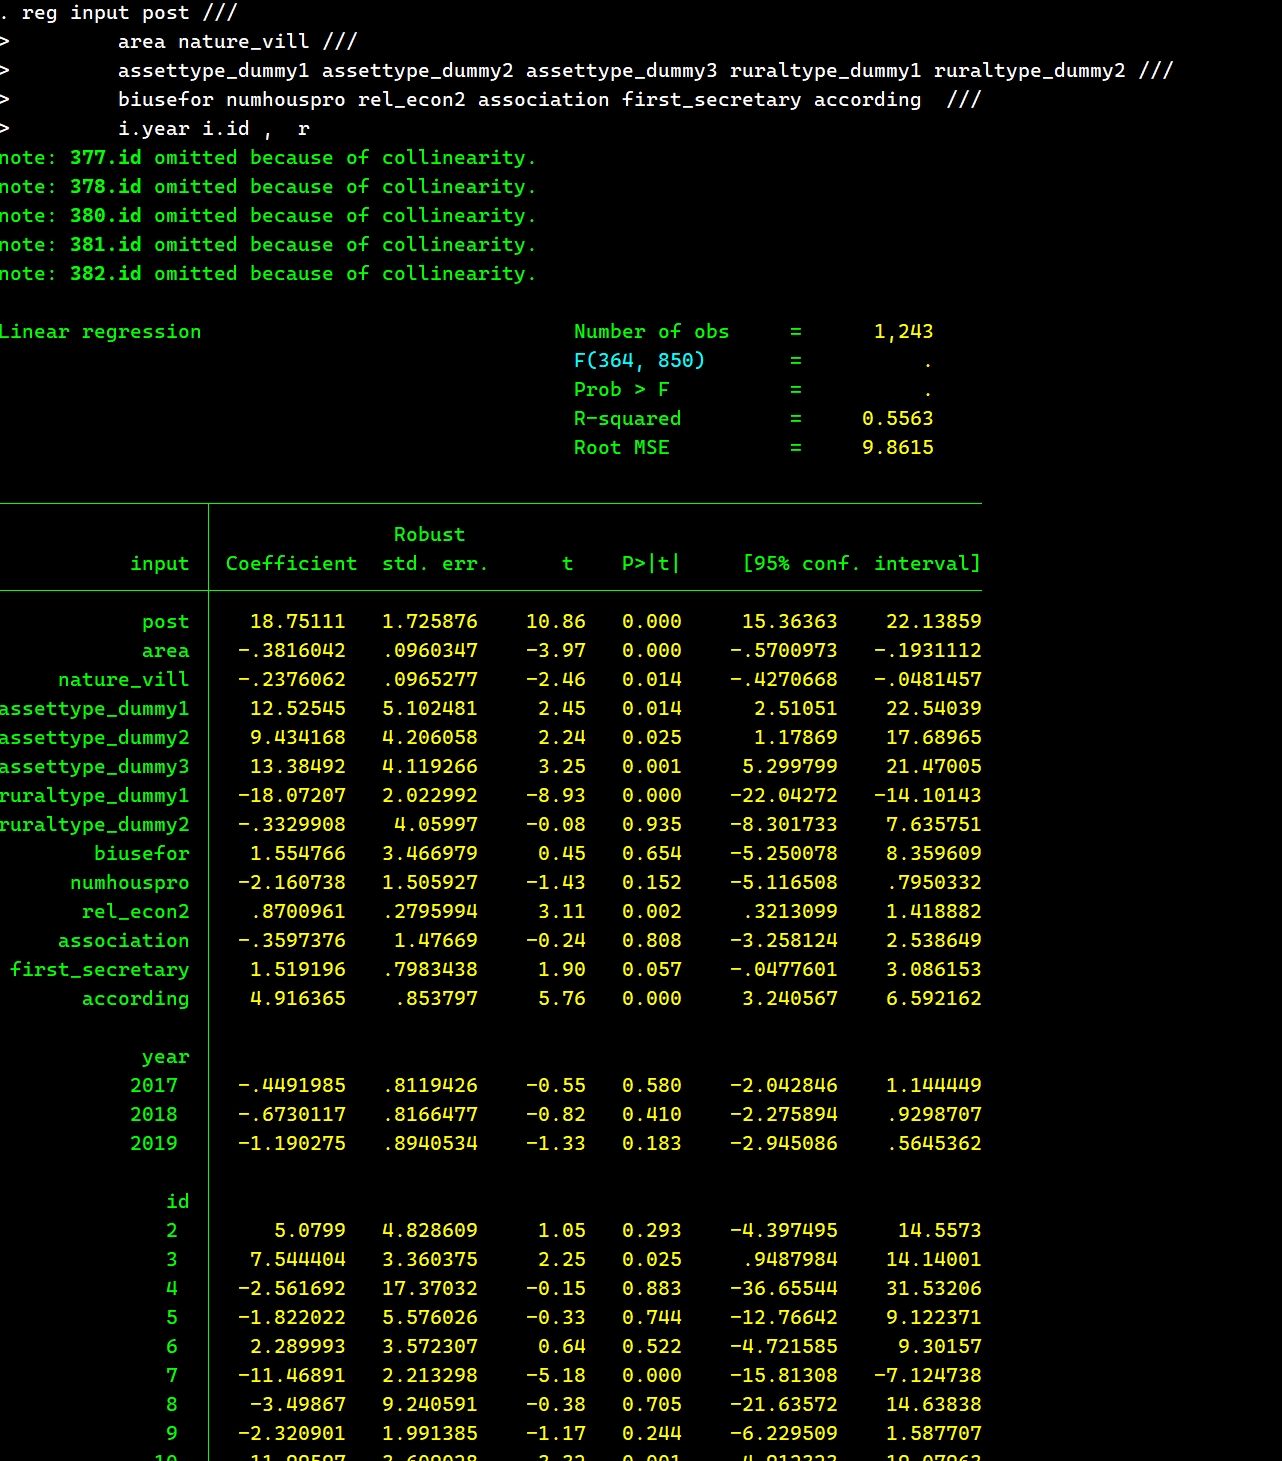 . reg input post ///
> area nature_vill ///
> assettype_dummy1 assettype_dummy2 assettype_dummy3 ruraltype_dummy1 ruraltype_dummy2 ///
> biusefor numhouspro rel_econ2 association first_secretary according ///
> i.year i.id , r
note: 377.id omitted because of collinearity.
note: 378.id omitted because of collinearity.
note: 380.id omitted because of collinearity.
note: 381.id omitted because of collinearity.
note: 382.id omitted because of collinearity.
Linear regression Number of obs = 1,243
F(364, 850) = .
Prob > F = .
R-squared = 0.5563
Root MSE = 9.8615
Robust
input Coefficient std. err. t P>|t| [95% conf. interval]
post 18.75111 1.725876 10.86 0.000 15.36363 22.13859
area -.3816042 .0960347 -3.97 0.000 -.5700973 -.1931112
nature_vill -.2376062 .0965277 -2.46 0.014 -.4270668 -.0481457
assettype_dummy1 12.52545 5.102481 2.45 0.014 2.51051 22.54039
assettype_dummy2 9.434168 4.206058 2.24 0.025 1.17869 17.68965
assettype_dummy3 13.38492 4.119266 3.25 0.001 5.299799 21.47005
ruraltype_dummy1 -18.07207 2.022992 -8.93 0.000 -22.04272 -14.10143
ruraltype_dummy2 -.3329908 4.05997 -0.08 0.935 -8.301733 7.635751
biusefor 1.554766 3.466979 0.45 0.654 -5.250078 8.359609
numhouspro -2.160738 1.505927 -1.43 0.152 -5.116508 .7950332
rel_econ2 .8700961 .2795994 3.11 0.002 .3213099 1.418882
association -.3597376 1.47669 -0.24 0.808 -3.258124 2.538649
first_secretary 1.519196 .7983438 1.90 0.057 -.0477601 3.086153
according 4.916365 .853797 5.76 0.000 3.240567 6.592162
year
2017 -.4491985 .8119426 -0.55 0.580 -2.042846 1.144449
2018 -.6730117 .8166477 -0.82 0.410 -2.275894 .9298707
2019 -1.190275 .8940534 -1.33 0.183 -2.945086 .5645362
id
2 5.0799 4.828609 1.05 0.293 -4.397495 14.5573
3 7.544404 3.360375 2.25 0.025 .9487984 14.14001
4 -2.561692 17.37032 -0.15 0.883 -36.65544 31.53206
5 -1.822022 5.576026 -0.33 0.744 -12.76642 9.122371
6 2.289993 3.572307 0.64 0.522 -4.721585 9.30157
7 -11.46891 2.213298 -5.18 0.000 -15.81308 -7.124738
8 -3.49867 9.240591 -0.38 0.705 -21.63572 14.63838
9 -2.320901 1.991385 -1.17 0.244 -6.229509 1.587707